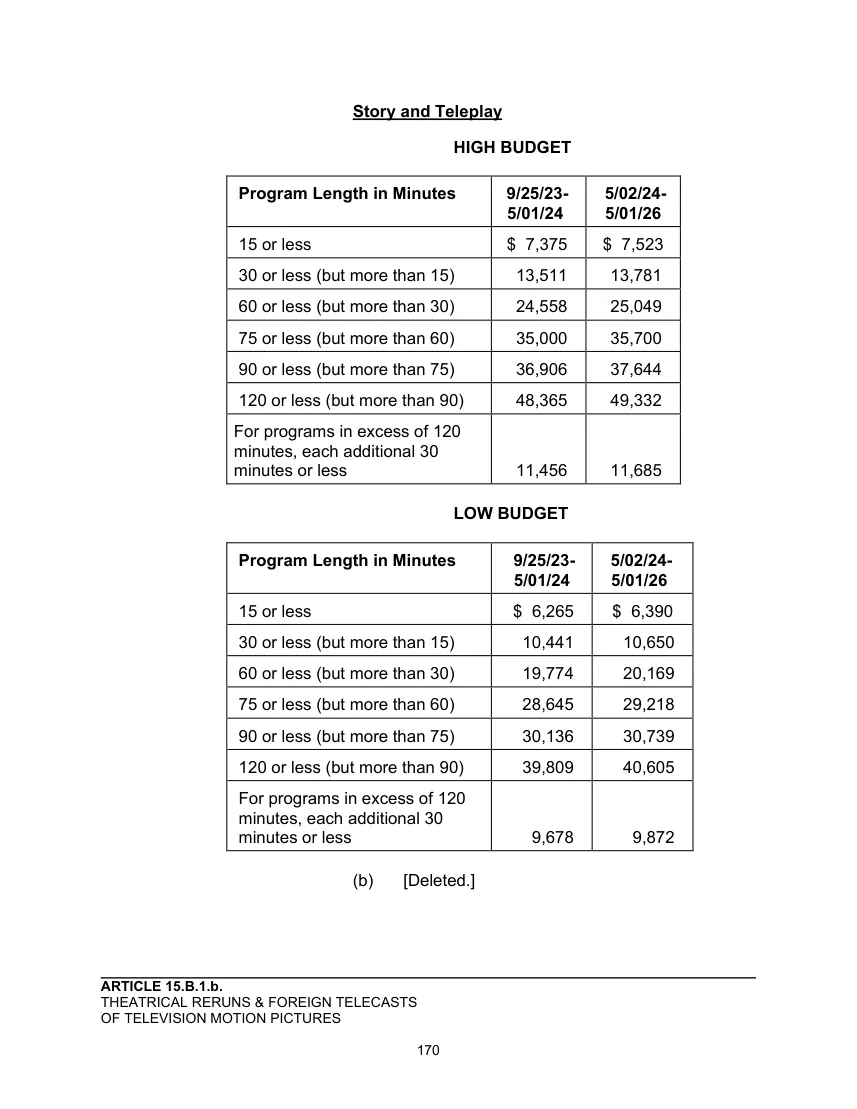 Story and Teleplay
HIGH BUDGET
Program Length in Minutes 9/25/23- 5/02/24-
5/01/24 5/01/26
15 or less $ 7,375 $ 7,523
30 or less (but more than 15) 13,511 13,781
60 or less (but more than 30) 24,558 25,049
75 or less (but more than 60) 35,000 35,700
90 or less (but more than 75) 36,906 37,644
120 or less (but more than 90) 48,365 49,332
For programs in excess of 120
minutes, each additional 30
minutes or less 11,456 11,685
LOW BUDGET
Program Length in Minutes 9/25/23- 5/02/24-
5/01/24 5/01/26
15 or less $ 6,265 $ 6,390
30 or less (but more than 15) 10,441 10,650
60 or less (but more than 30) 19,774 20,169
75 or less (but more than 60) 28,645 29,218
90 or less (but more than 75) 30,136 30,739
120 or less (but more than 90) 39,809 40,605
For programs in excess of 120
minutes, each additional 30
minutes or less 9,678 9,872
(b) [Deleted.]
ARTICLE 15.B.1.b.
THEATRICAL RERUNS & FOREIGN TELECASTS
OF TELEVISION MOTION PICTURES
170